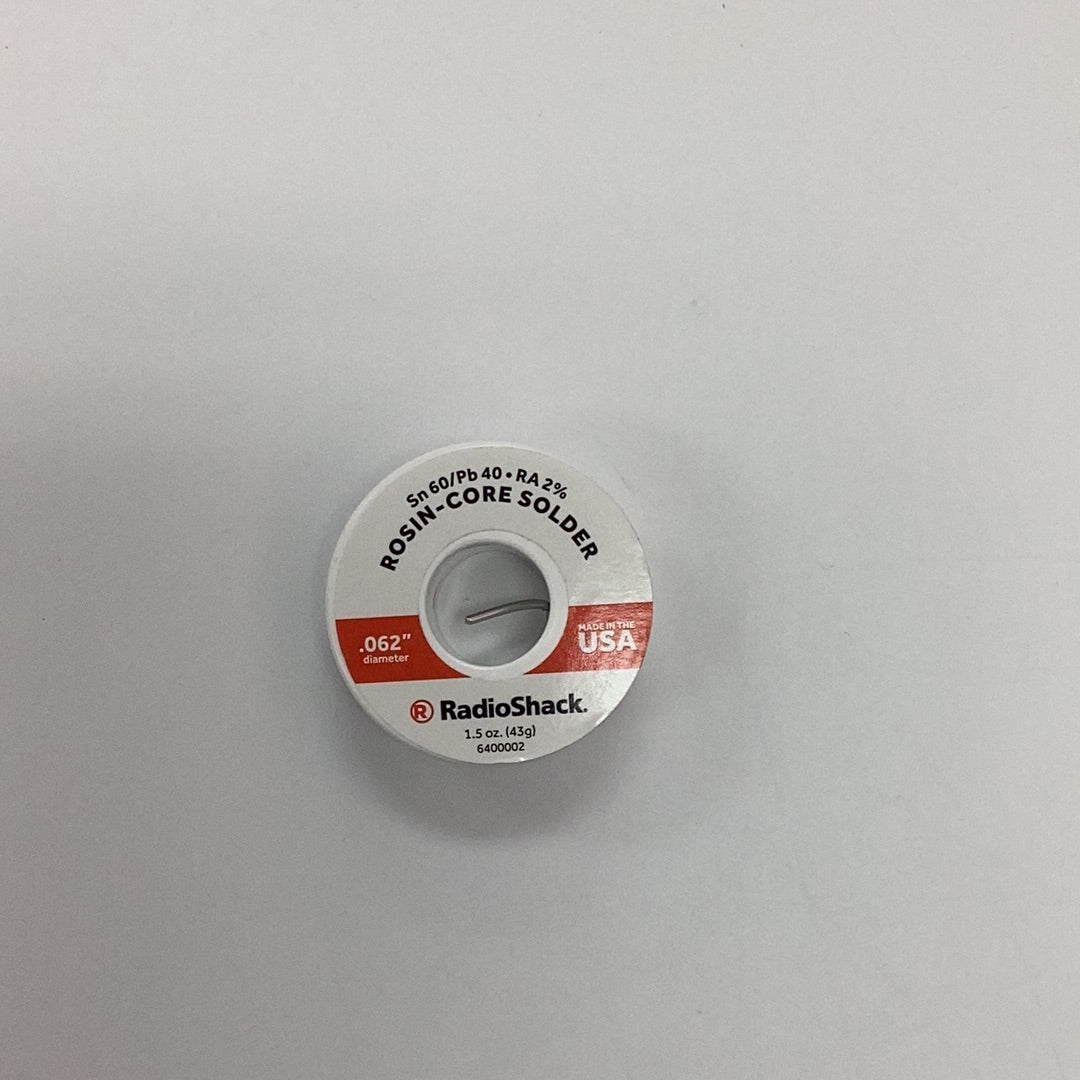 Sn 60/Pb 40 • RA 2%
ROSIN-CORE SOLDER
.062"
diameter
MADE IN THE
USA
® RadioShack.
1.5 oz. (43g)
6400002